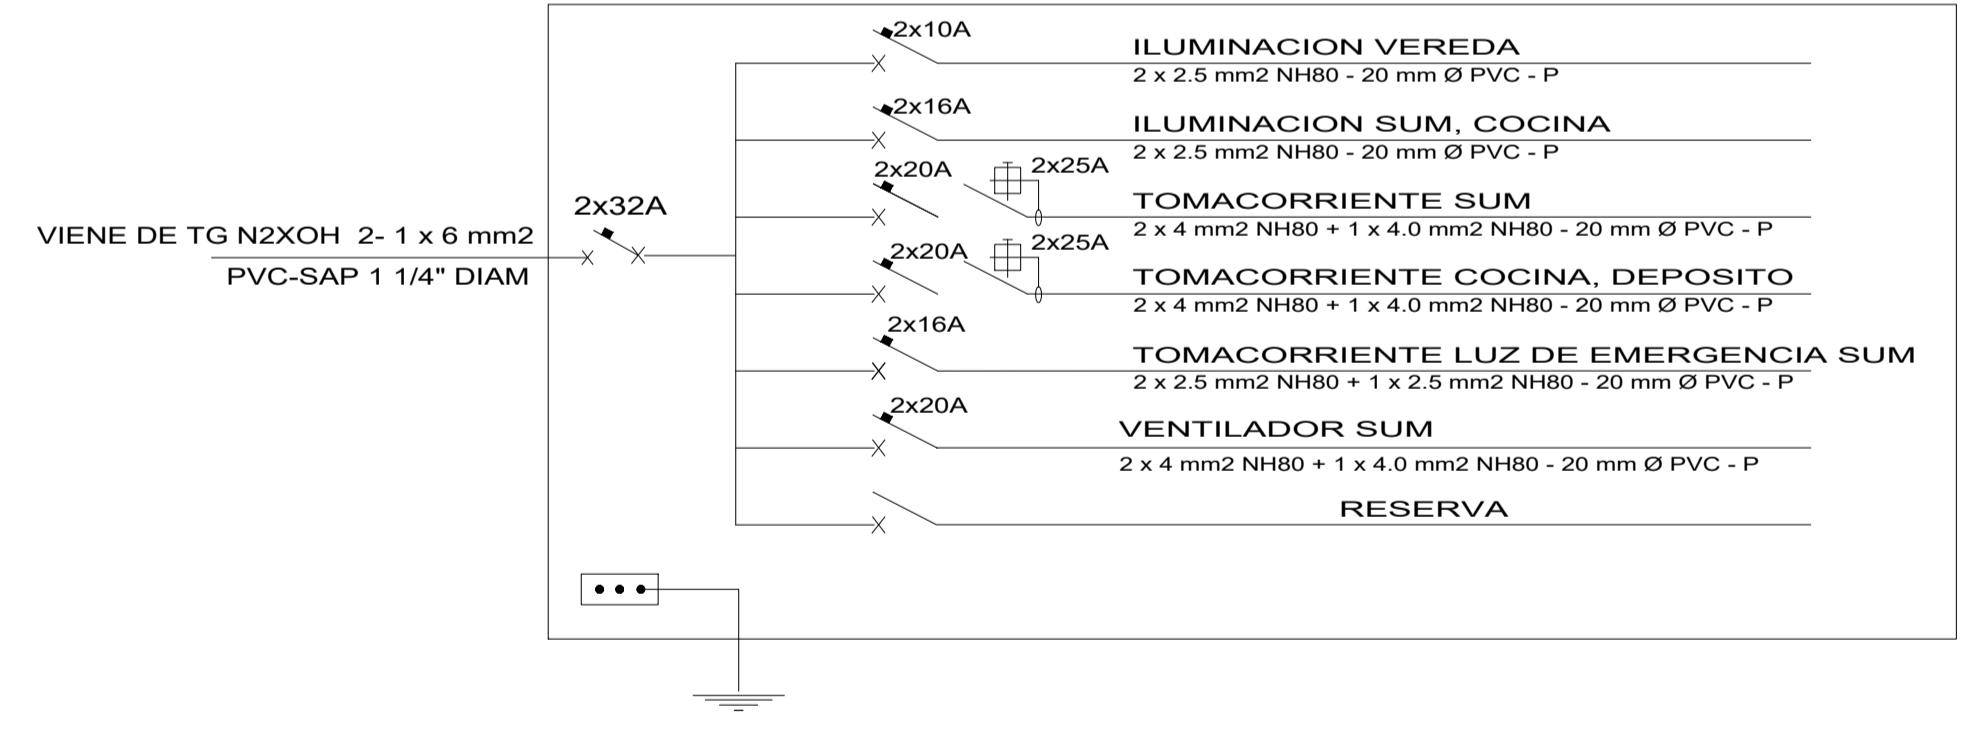 VIENE DE TG N2XOH 2- 1 x 6 mm2
PVC-SAP 1 1/4" DIAM
2x32A
2x10A
ILUMINACION VEREDA
2 x 2.5 mm2 NH80 - 20 mm Ø PVC - P
2x16A
ILUMINACION SUM, COCINA
2 x 2.5 mm2 NH80 - 20 mm Ø PVC - P
2x20A
2x25A
TOMACORRIENTE SUM
2 x 4 mm2 NH80 + 1 x 4.0 mm2 NH80 - 20 mm Ø PVC - P
2x20A
2x25A
TOMACORRIENTE COCINA, DEPOSITO
2 x 4 mm2 NH80 + 1 x 4.0 mm2 NH80 - 20 mm Ø PVC - P
2x16A
TOMACORRIENTE LUZ DE EMERGENCIA SUM
2 x 2.5 mm2 NH80 + 1 x 2.5 mm2 NH80 - 20 mm Ø PVC - P
2x20A
VENTILADOR SUM
2 x 4 mm2 NH80 + 1 x 4.0 mm2 NH80 - 20 mm Ø PVC - P
RESERVA